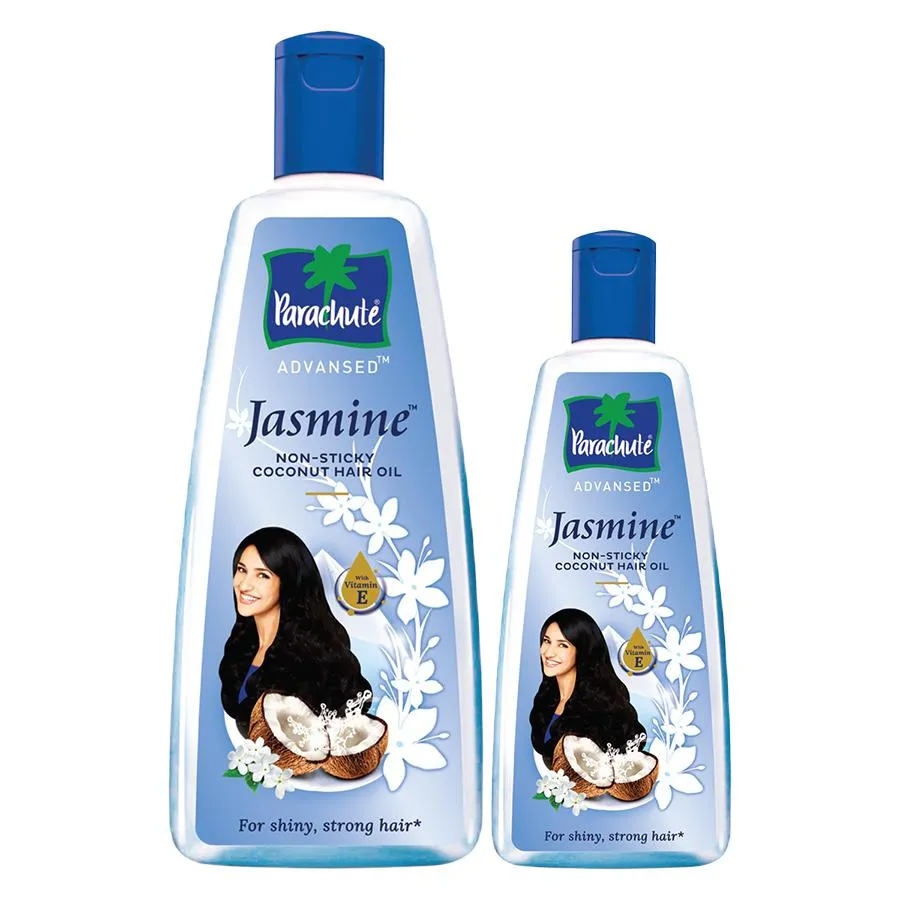 Parachute®
ADVANSED™
Jasmine™
NON-STICKY
COCONUT HAIR OIL
With
Vitamin
E
For shiny, strong hair*
Parachute®
ADVANSED™
Jasmine™
NON-STICKY
COCONUT HAIR OIL
With
Vitamin
E
For shiny, strong hair*